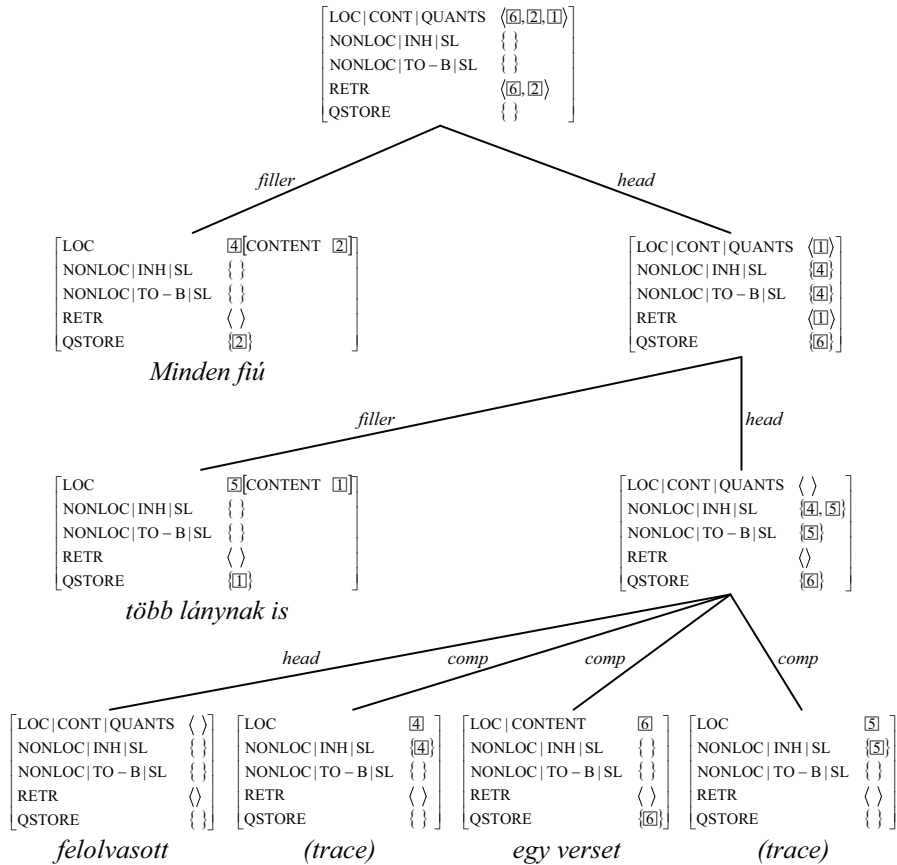 LOC|CONT|QUANTS ⟨[6],[2],[1]⟩
NONLOC|INH|SL { }
NONLOC|TO−B|SL { }
RETR ⟨[6],[2]⟩
QSTORE { }
filler head
LOC [4][CONTENT [2]]
NONLOC|INH|SL { }
NONLOC|TO−B|SL { }
RETR ⟨ ⟩
QSTORE {[2]}
Minden fiú
LOC|CONT|QUANTS ⟨[1]⟩
NONLOC|INH|SL {[4]}
NONLOC|TO−B|SL {[4]}
RETR ⟨[1]⟩
QSTORE {[6]}
filler head
LOC [5][CONTENT [1]]
NONLOC|INH|SL { }
NONLOC|TO−B|SL { }
RETR ⟨ ⟩
QSTORE {[1]}
több lánynak is
LOC|CONT|QUANTS ⟨ ⟩
NONLOC|INH|SL {[4],[5]}
NONLOC|TO−B|SL {[5]}
RETR ⟨⟩
QSTORE {[6]}
head comp comp comp
LOC|CONT|QUANTS ⟨ ⟩
NONLOC|INH|SL { }
NONLOC|TO−B|SL { }
RETR ⟨⟩
QSTORE { }
felolvasott
LOC [4]
NONLOC|INH|SL {[4]}
NONLOC|TO−B|SL { }
RETR ⟨ ⟩
QSTORE { }
(trace)
LOC|CONTENT [6]
NONLOC|INH|SL { }
NONLOC|TO−B|SL { }
RETR ⟨ ⟩
QSTORE {[6]}
egy verset
LOC [5]
NONLOC|INH|SL {[5]}
NONLOC|TO−B|SL { }
RETR ⟨ ⟩
QSTORE { }
(trace)